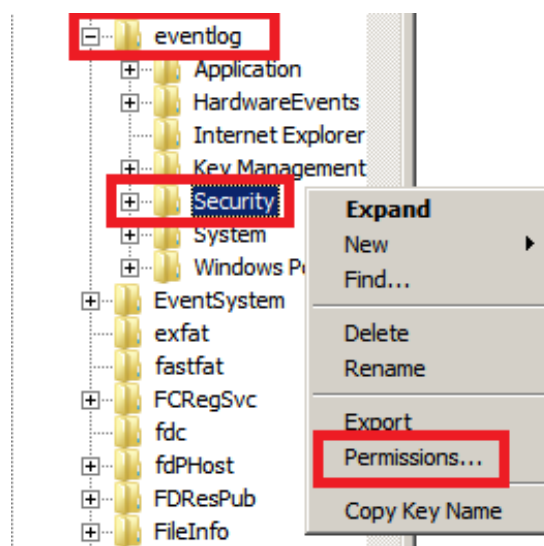 eventlog
Application
HardwareEvents
Internet Explorer
Key Management
Security
System
Windows P
EventSystem
exfat
fastfat
FCRegSvc
fdc
fdPHost
FDResPub
FileInfo
Expand
New
Find...
Delete
Rename
Export
Permissions...
Copy Key Name